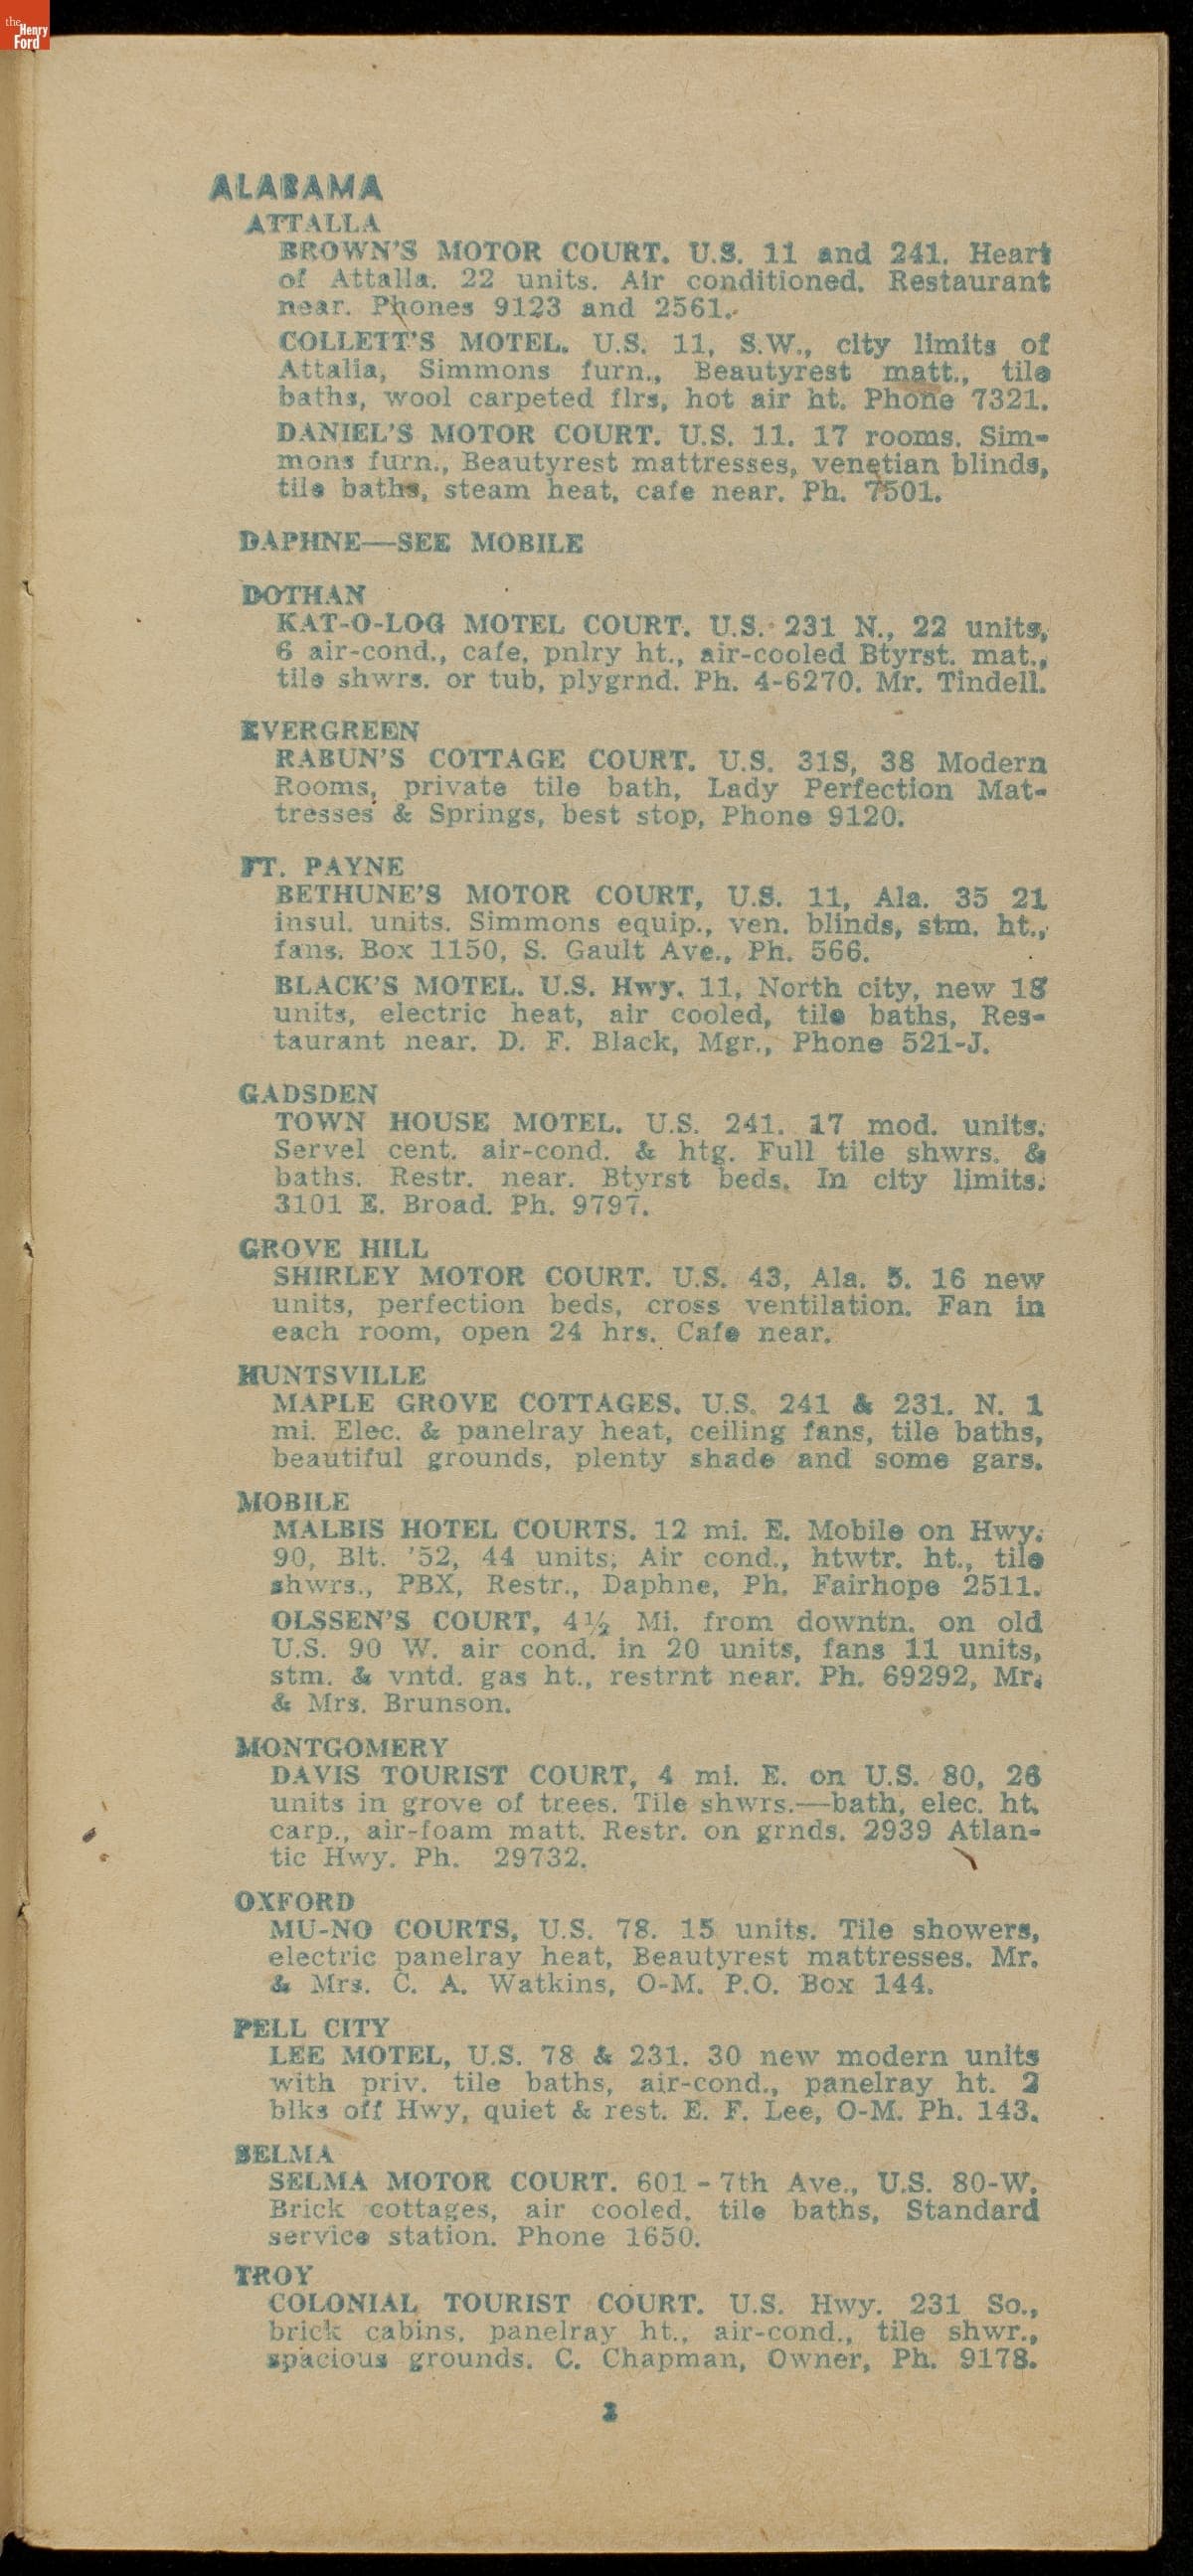 the
Henry
Ford
ALABAMA
ATTALLA
BROWN'S MOTOR COURT. U.S. 11 and 241. Heart
of Attalla. 22 units. Air conditioned. Restaurant
near. Phones 9123 and 2561.
COLLETT'S MOTEL. U.S. 11, S.W., city limits of
Attalia, Simmons furn., Beautyrest matt., tile
baths, wool carpeted flrs, hot air ht. Phone 7321.
DANIEL'S MOTOR COURT. U.S. 11. 17 rooms. Sim-
mons furn., Beautyrest mattresses, venetian blinds,
tile baths, steam heat, cafe near. Ph. 7501.
DAPHNE—SEE MOBILE
DOTHAN
KAT-O-LOG MOTEL COURT. U.S. 231 N., 22 units,
6 air-cond., cafe, pnlry ht., air-cooled Btyrst. mat.,
tile shwrs. or tub, plygrnd. Ph. 4-6270. Mr. Tindell.
EVERGREEN
RABUN'S COTTAGE COURT. U.S. 31S, 38 Modern
Rooms, private tile bath, Lady Perfection Mat-
tresses & Springs, best stop, Phone 9120.
FT. PAYNE
BETHUNE'S MOTOR COURT, U.S. 11, Ala. 35 21
insul. units. Simmons equip., ven. blinds, stm. ht.,
fans. Box 1150, S. Gault Ave., Ph. 566.
BLACK'S MOTEL. U.S. Hwy. 11, North city, new 18
units, electric heat, air cooled, tile baths, Res-
taurant near. D. F. Black, Mgr., Phone 521-J.
GADSDEN
TOWN HOUSE MOTEL. U.S. 241. 17 mod. units.
Servel cent. air-cond. & htg. Full tile shwrs. &
baths. Restr. near. Btyrst beds. In city limits.
3101 E. Broad. Ph. 9797.
GROVE HILL
SHIRLEY MOTOR COURT. U.S. 43, Ala. 5. 16 new
units, perfection beds, cross ventilation. Fan in
each room, open 24 hrs. Cafe near.
HUNTSVILLE
MAPLE GROVE COTTAGES. U.S. 241 & 231. N. 1
mi. Elec. & panelray heat, ceiling fans, tile baths,
beautiful grounds, plenty shade and some gars.
MOBILE
MALBIS HOTEL COURTS. 12 mi. E. Mobile on Hwy.
90, Blt. '52, 44 units; Air cond., htwtr. ht., tile
shwrs., PBX, Restr., Daphne, Ph. Fairhope 2511.
OLSSEN'S COURT, 4½ Mi. from downtn. on old
U.S. 90 W. air cond. in 20 units, fans 11 units,
stm. & vntd. gas ht., restrnt near. Ph. 69292, Mr.
& Mrs. Brunson.
MONTGOMERY
DAVIS TOURIST COURT, 4 mi. E. on U.S. 80, 26
units in grove of trees. Tile shwrs.—bath, elec. ht.
carp., air-foam matt. Restr. on grnds. 2939 Atlan-
tic Hwy. Ph. 29732.
OXFORD
MU-NO COURTS, U.S. 78. 15 units. Tile showers,
electric panelray heat, Beautyrest mattresses. Mr.
& Mrs. C. A. Watkins, O-M. P.O. Box 144.
PELL CITY
LEE MOTEL, U.S. 78 & 231. 30 new modern units
with priv. tile baths, air-cond., panelray ht. 2
blks off Hwy, quiet & rest. E. F. Lee, O-M. Ph. 143.
SELMA
SELMA MOTOR COURT. 601 - 7th Ave., U.S. 80-W.
Brick cottages, air cooled. tile baths, Standard
service station. Phone 1650.
TROY
COLONIAL TOURIST COURT. U.S. Hwy. 231 So.,
brick cabins. panelray ht., air-cond., tile shwr.,
spacious grounds. C. Chapman, Owner, Ph. 9178.